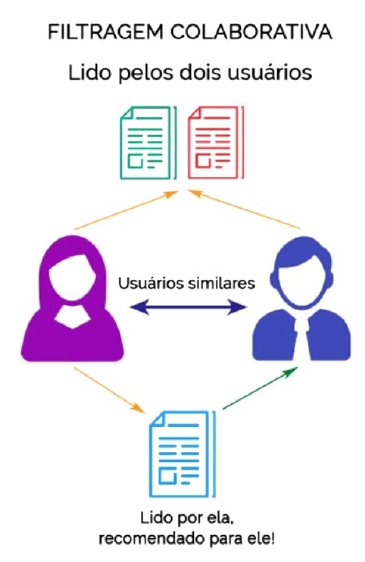 FILTRAGEM COLABORATIVA
Lido pelos dois usuários
Usuários similares
Lido por ela,
recomendado para ele!